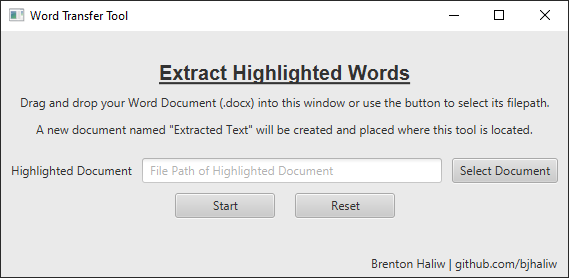 Word Transfer Tool
Extract Highlighted Words
Drag and drop your Word Document (.docx) into this window or use the button to select its filepath.
A new document named "Extracted Text" will be created and placed where this tool is located.
Highlighted Document File Path of Highlighted Document Select Document
Start Reset
Brenton Haliw | github.com/bjhaliw